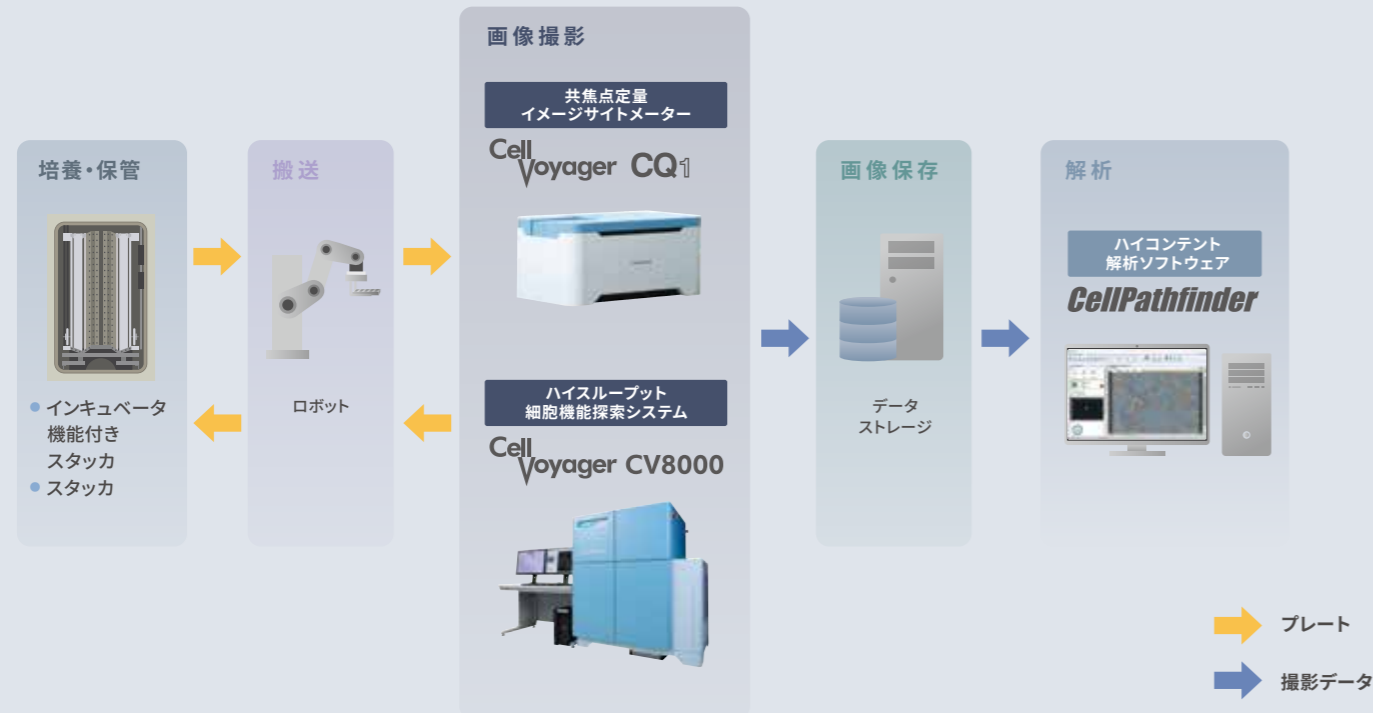 画像撮影
共焦点定量
イメージサイトメーター
Cell Voyager CQ1
ハイスループット
細胞機能探索システム
Cell Voyager CV8000
培養・保管
インキュベータ
機能付き
スタッカ
スタッカ
搬送
ロボット
画像保存
データ
ストレージ
解析
ハイコンテント
解析ソフトウェア
CellPathfinder
プレート
撮影データ